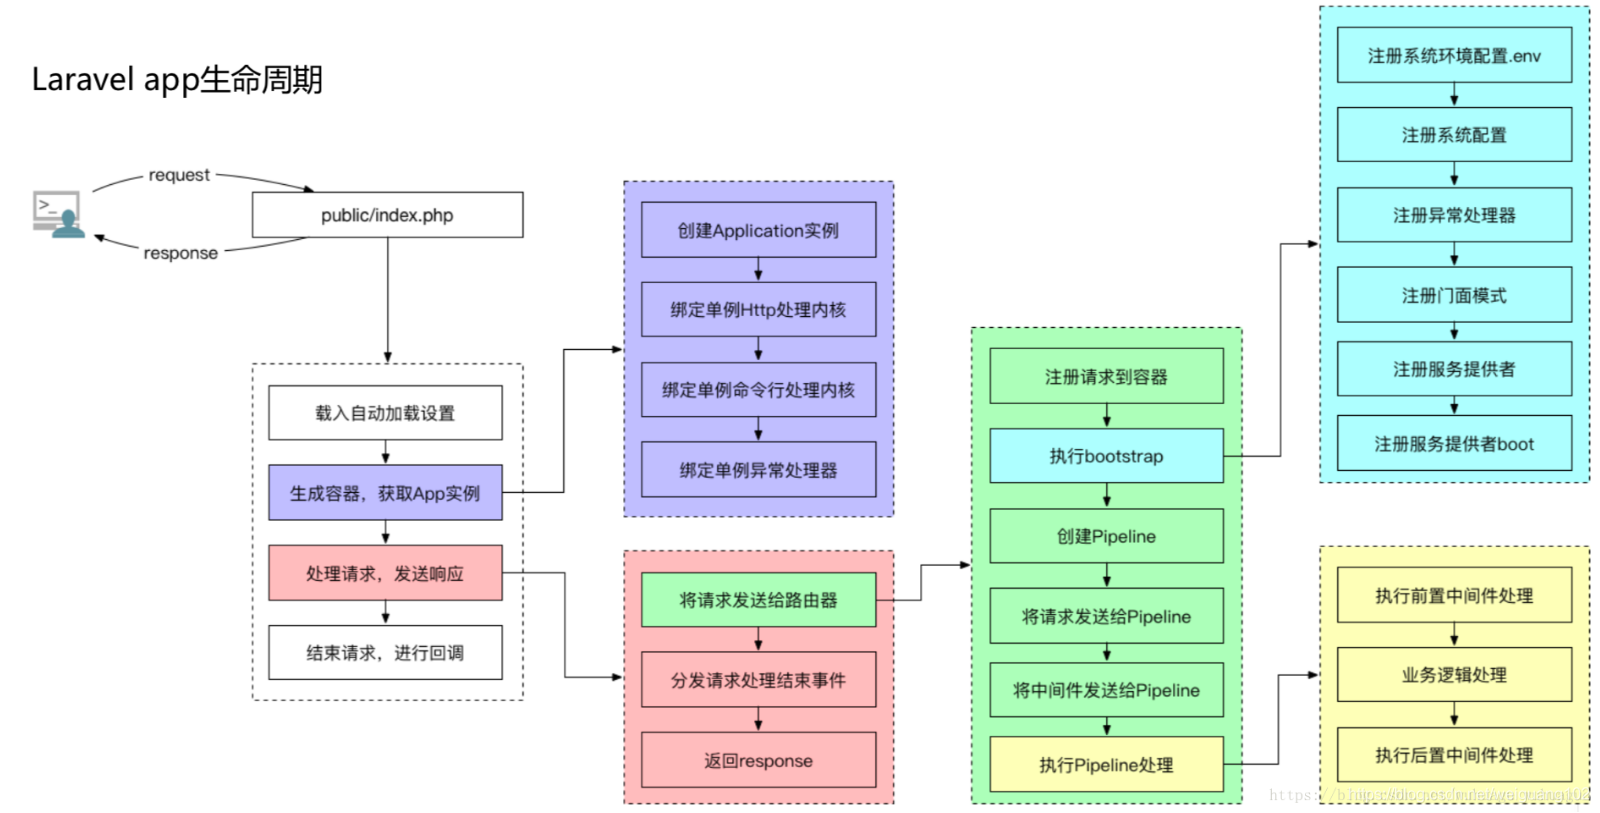 Laravel app生命周期
request
public/index.php
response
载入自动加载设置
生成容器，获取App实例
处理请求，发送响应
结束请求，进行回调
创建Application实例
绑定单例Http处理内核
绑定单例命令行处理内核
绑定单例异常处理器
将请求发送给路由器
分发请求处理结束事件
返回response
注册请求到容器
执行bootstrap
创建Pipeline
将请求发送给Pipeline
将中间件发送给Pipeline
执行Pipeline处理
注册系统环境配置.env
注册系统配置
注册异常处理器
注册门面模式
注册服务提供者
注册服务提供者boot
执行前置中间件处理
业务逻辑处理
执行后置中间件处理